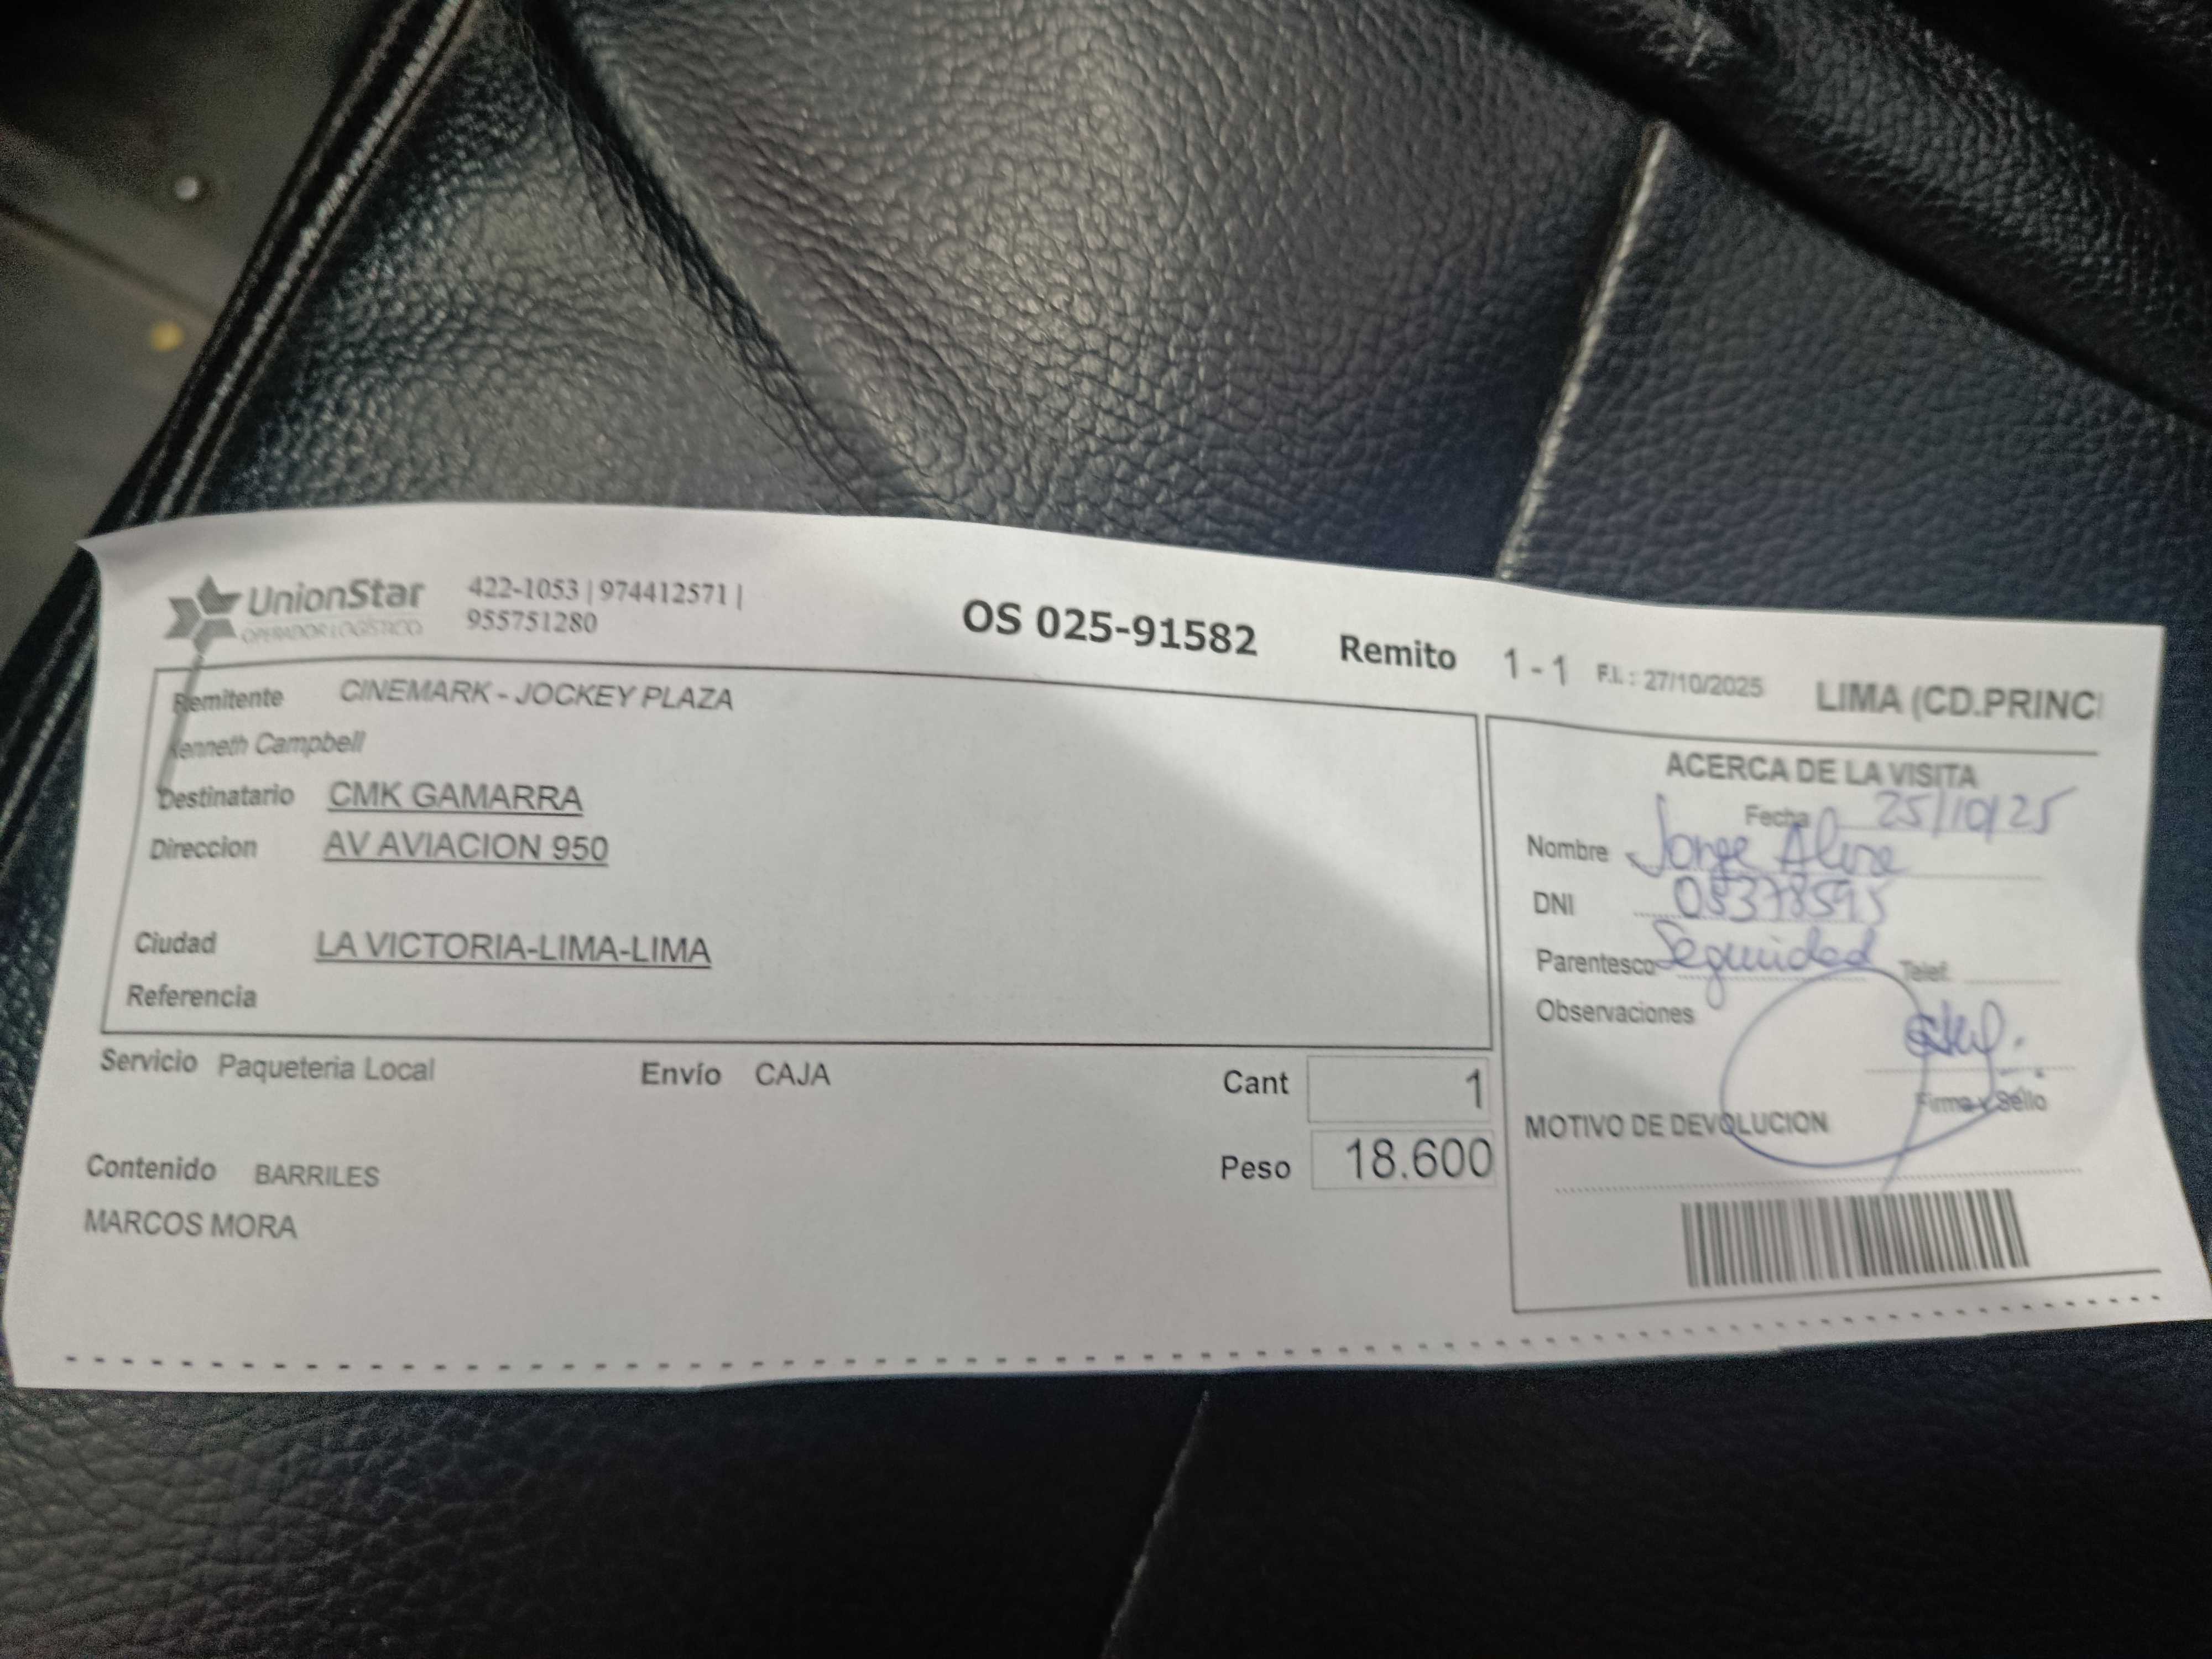 UnionStar
OPERADOR LOGÍSTICO
422-1053 | 974412571 |
955751280
OS 025-91582 Remito 1 - 1 F.I. : 27/10/2025 LIMA (CD.PRINCI
Remitente CINEMARK - JOCKEY PLAZA
Kenneth Campbell
Destinatario CMK GAMARRA
Direccion AV AVIACION 950
Ciudad LA VICTORIA-LIMA-LIMA
Referencia
Servicio Paqueteria Local Envío CAJA Cant 1
Peso 18.600
Contenido BARRILES
MARCOS MORA
ACERCA DE LA VISITA
Fecha 25/10/25
Nombre Jorge
DNI
Parentesco Seguridad Telef.
Observaciones
Firma y Sello
MOTIVO DE DEVOLUCION